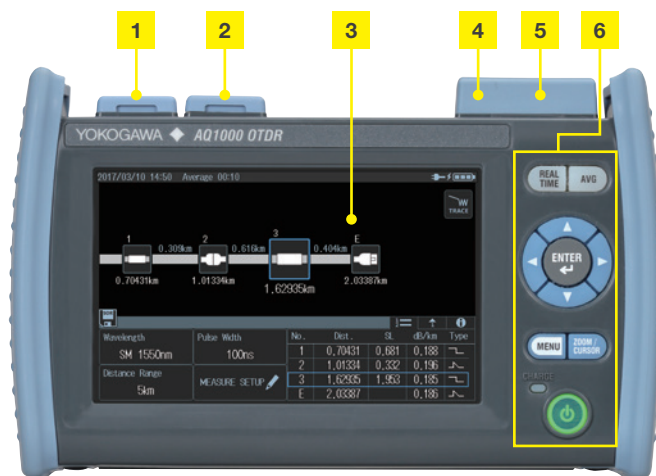 1 2 3 4 5 6
YOKOGAWA AQ1000 OTDR
2017/03/10 14:50 Average 00:10
TRACE
1 2 3 E
0.309km 0.616km 0.404km
0.70431km 1.01334km 1.62935km 2.03387km
Wavelength
SM 1550nm
Pulse Width
100ns
Distance Range
5km
MEASURE SETUP
No. Dist. SL dB/km Type
1 0.70431 0.681 0.188
2 1.01334 0.332 0.196
3 1.62935 1.953 0.185
E 2.03387 0.186
REAL TIME
AVG
ENTER
MENU
ZOOM/
CURSOR
CHARGE